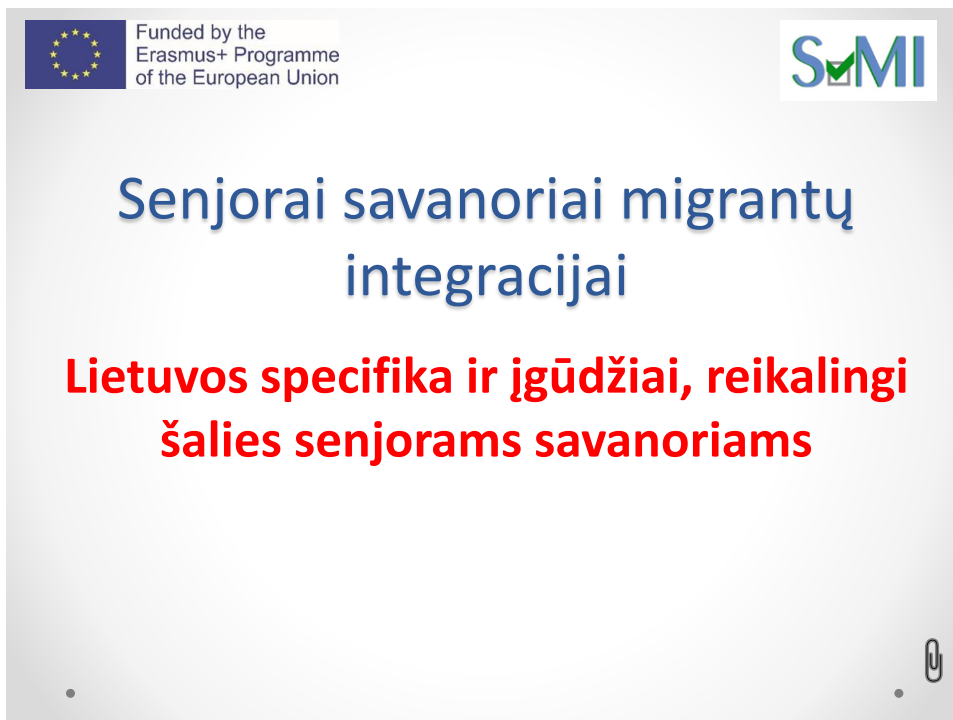 Funded by the
Erasmus+ Programme
of the European Union
SvMI
Senjorai savanoriai migrantų
integracijai
Lietuvos specifika ir įgūdžiai, reikalingi
šalies senjorams savanoriams